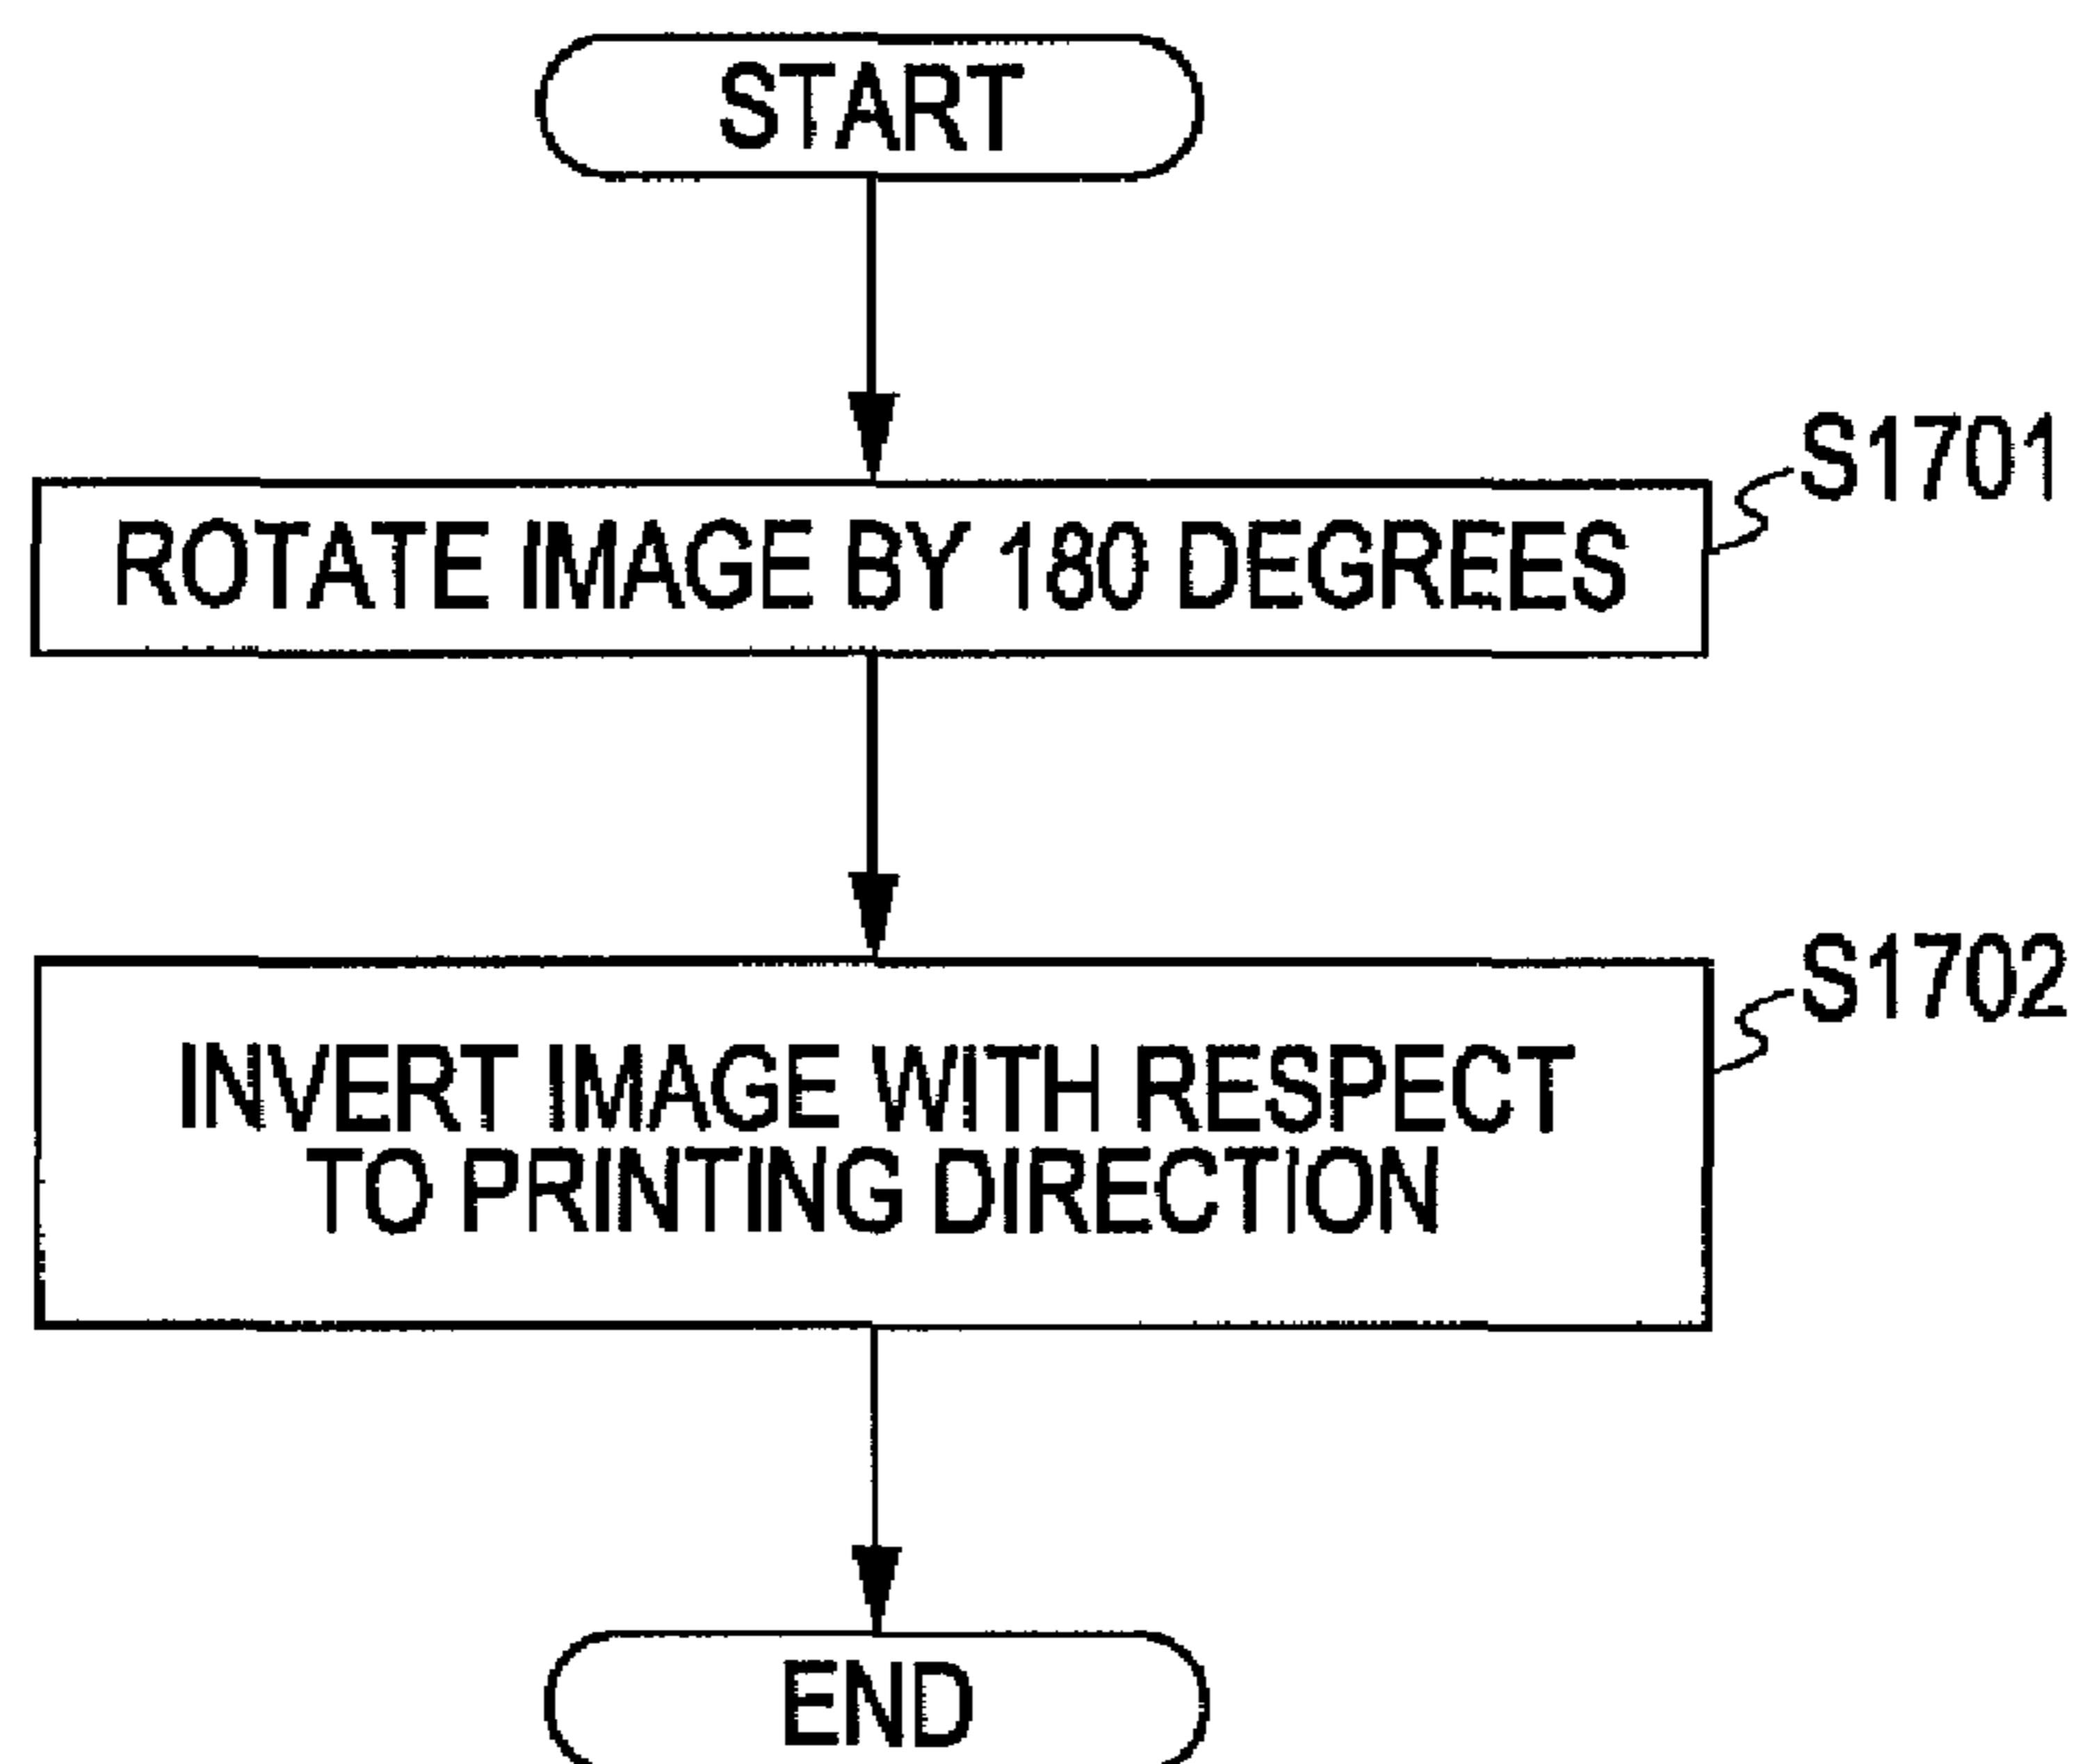 START
S1701
ROTATE IMAGE BY 180 DEGREES
S1702
INVERT IMAGE WITH RESPECT
TO PRINTING DIRECTION
END